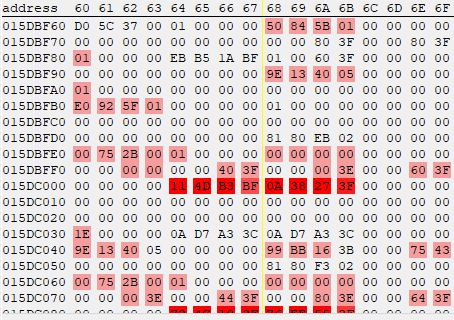 address 60 61 62 63 64 65 66 67 68 69 6A 6B 6C 6D 6E 6F
015DBF60 D0 5C 37 00 01 00 00 00 50 84 5B 01 00 00 00 00
015DBF70 00 00 00 00 00 00 00 00 00 00 80 3F 00 00 80 3F
015DBF80 01 00 00 00 EB B5 1A BF 01 00 60 3F 00 00 00 00
015DBF90 00 00 00 00 00 00 00 00 9E 13 40 05 00 00 00 00
015DBFA0 01 00 00 00 00 00 00 00 00 00 00 00 00 00 00 00
015DBFB0 E0 92 5F 01 00 00 00 00 01 00 00 00 00 00 00 00
015DBFC0 00 00 00 00 00 00 00 00 00 00 00 00 00 00 00 00
015DBFD0 00 00 00 00 00 00 00 00 81 80 EB 02 00 00 00 00
015DBFE0 00 75 2B 00 01 00 00 00 00 00 00 00 00 00 00 00
015DBFF0 00 00 00 00 00 00 40 3F 00 00 00 3E 00 00 60 3F
015DC000 00 00 00 00 11 4D B3 BF 0A 38 27 3F 00 00 00 00
015DC010 00 00 00 00 00 00 00 00 00 00 00 00 00 00 00 00
015DC020 00 00 00 00 00 00 00 00 00 00 00 00 00 00 00 00
015DC030 1E 00 00 00 0A D7 A3 3C 0A D7 A3 3C 00 00 00 00
015DC040 9E 13 40 05 00 00 00 00 99 BB 16 3B 00 00 75 43
015DC050 00 00 00 00 00 00 00 00 81 80 F3 02 00 00 00 00
015DC060 00 75 2B 00 01 00 00 00 00 00 00 00 00 00 00 00
015DC070 00 00 00 3E 00 00 44 3F 00 00 80 3E 00 00 64 3F